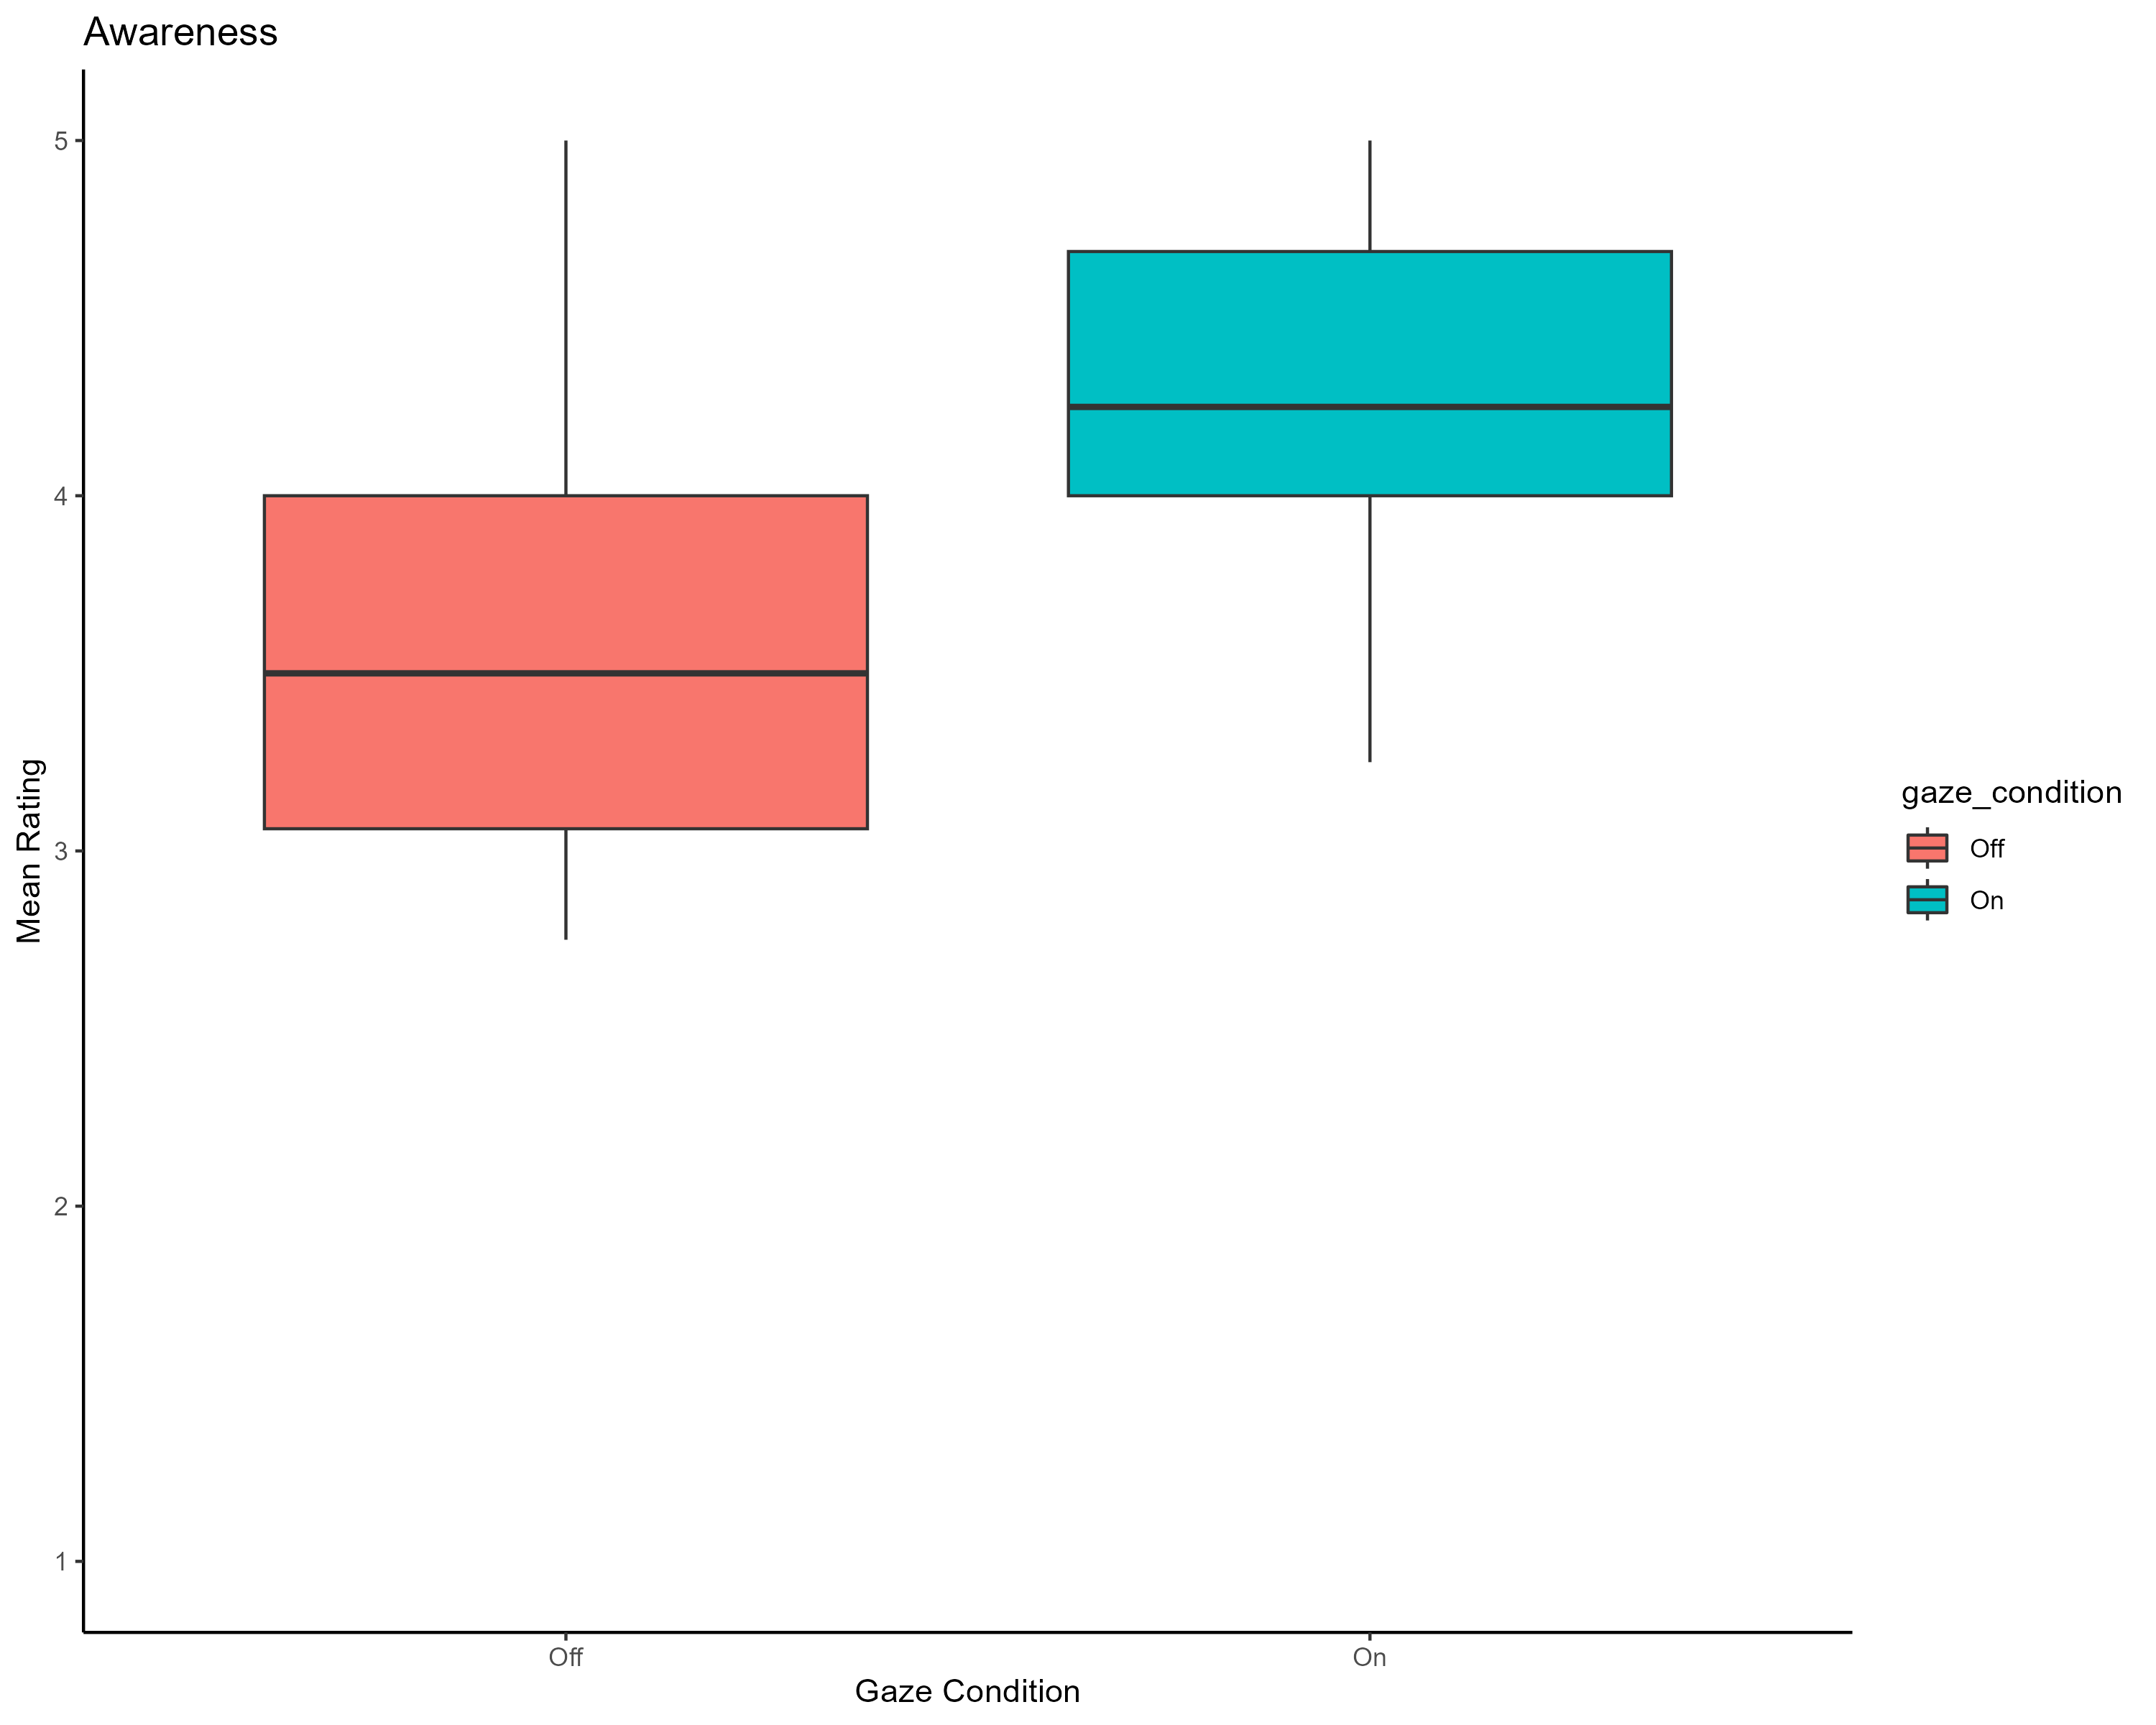 Awareness
5
4
3
2
1
Mean Rating
Off
On
Gaze Condition
gaze_condition
Off
On